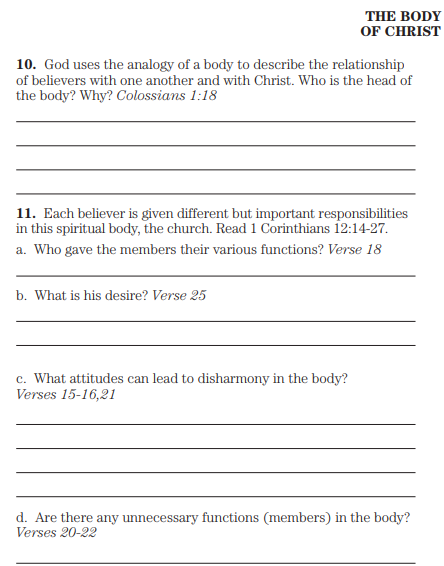 THE BODY
OF CHRIST
10. God uses the analogy of a body to describe the relationship
of believers with one another and with Christ. Who is the head of
the body? Why? Colossians 1:18
11. Each believer is given different but important responsibilities
in this spiritual body, the church. Read 1 Corinthians 12:14-27.
a. Who gave the members their various functions? Verse 18
b. What is his desire? Verse 25
c. What attitudes can lead to disharmony in the body?
Verses 15-16,21
d. Are there any unnecessary functions (members) in the body?
Verses 20-22